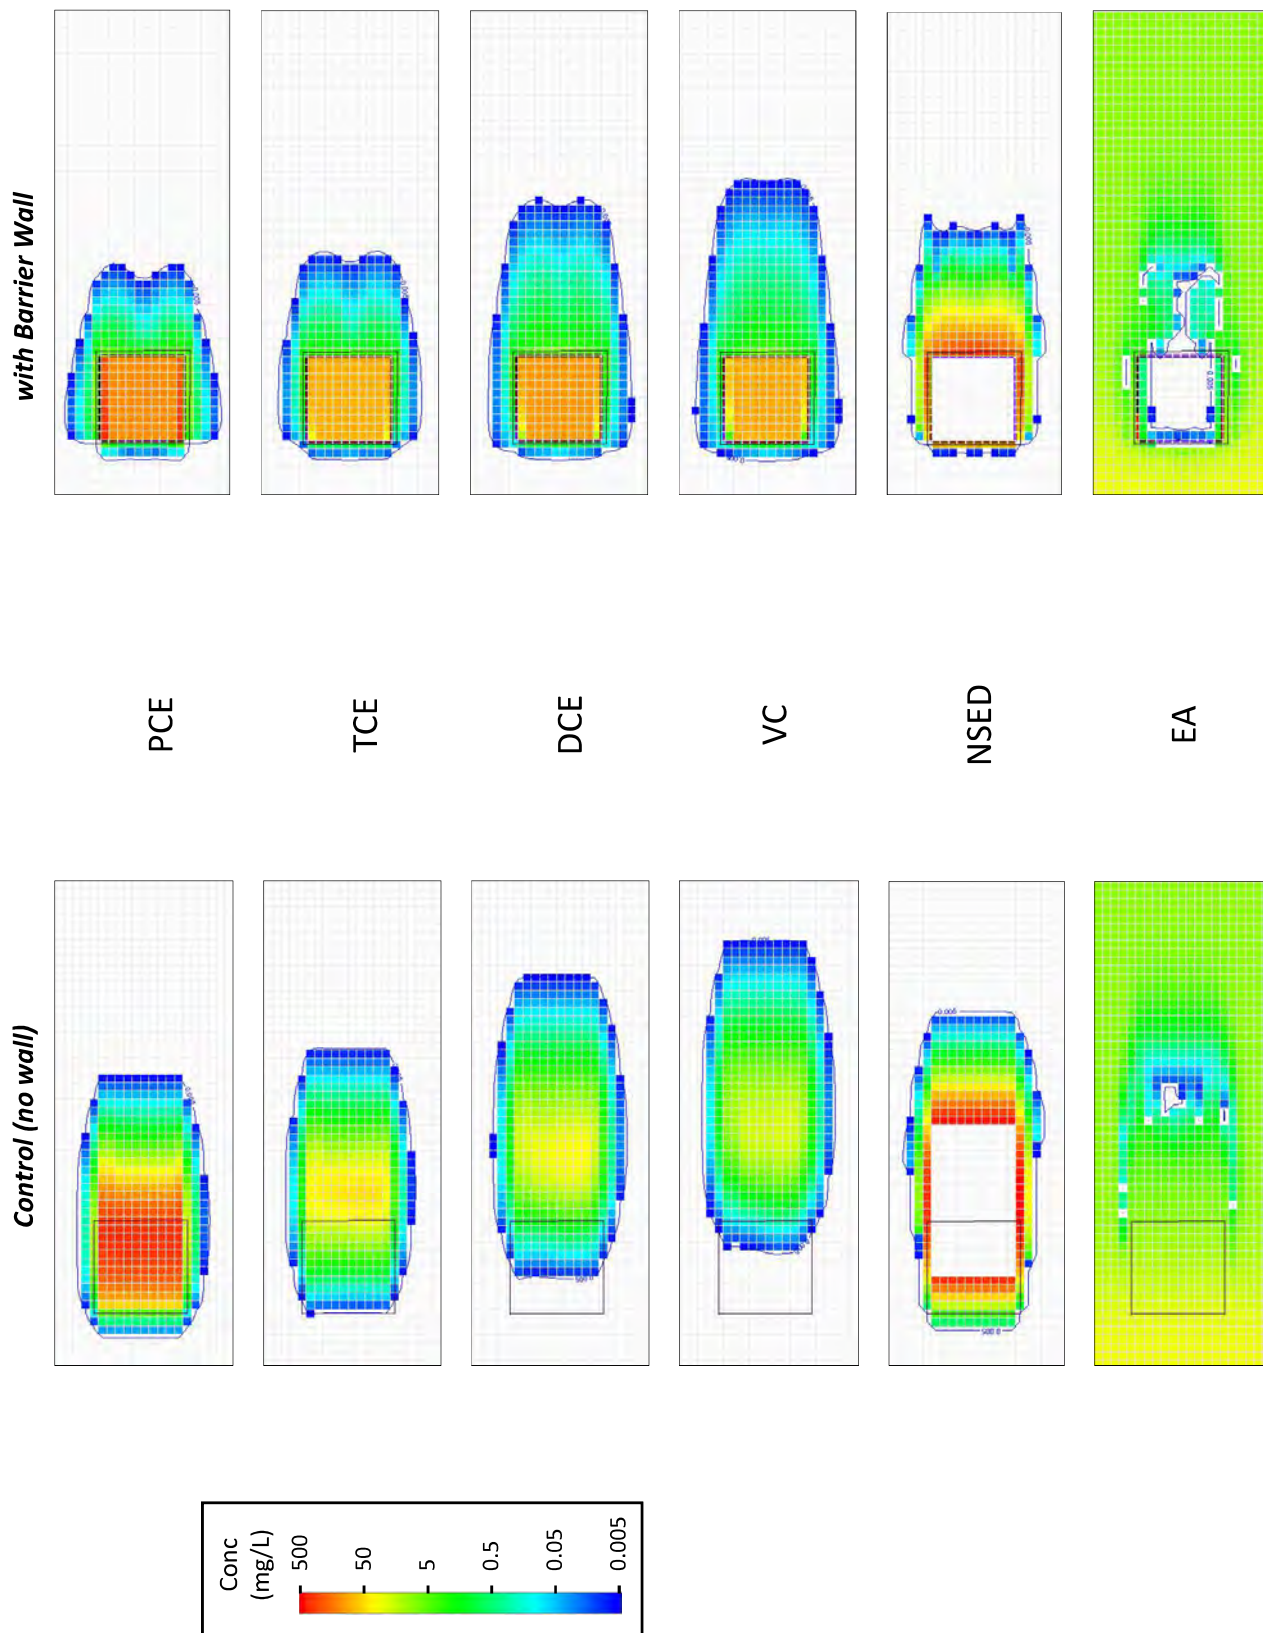 with Barrier Wall
PCE
TCE
DCE
VC
NSED
EA
Control (no wall)
Conc
(mg/L)
500
50
5
0.5
0.05
0.005